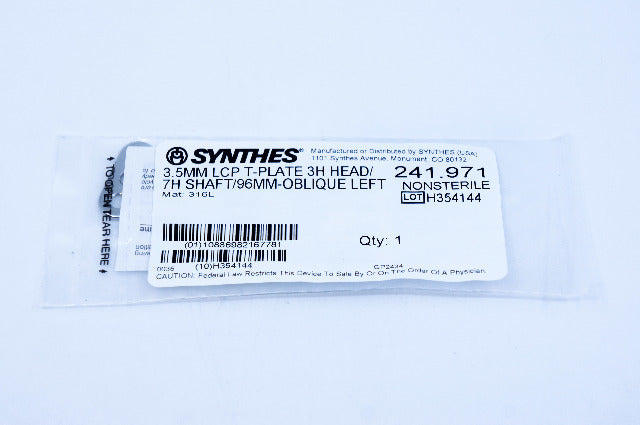 SYNTHES®
Manufactured or Distributed by SYNTHES (USA)
1101 Synthes Avenue, Monument, CO 80132
3.5MM LCP T-PLATE 3H HEAD/
7H SHAFT/96MM-OBLIQUE LEFT
Mat: 316L
241.971
NONSTERILE
LOT H354144
(01)10886982167781
Qty: 1
(10)H354144
0035
GP2434
CAUTION: Federal Law Restricts This Device To Sale By Or On The Order Of A Physician.
TO OPEN TEAR HERE